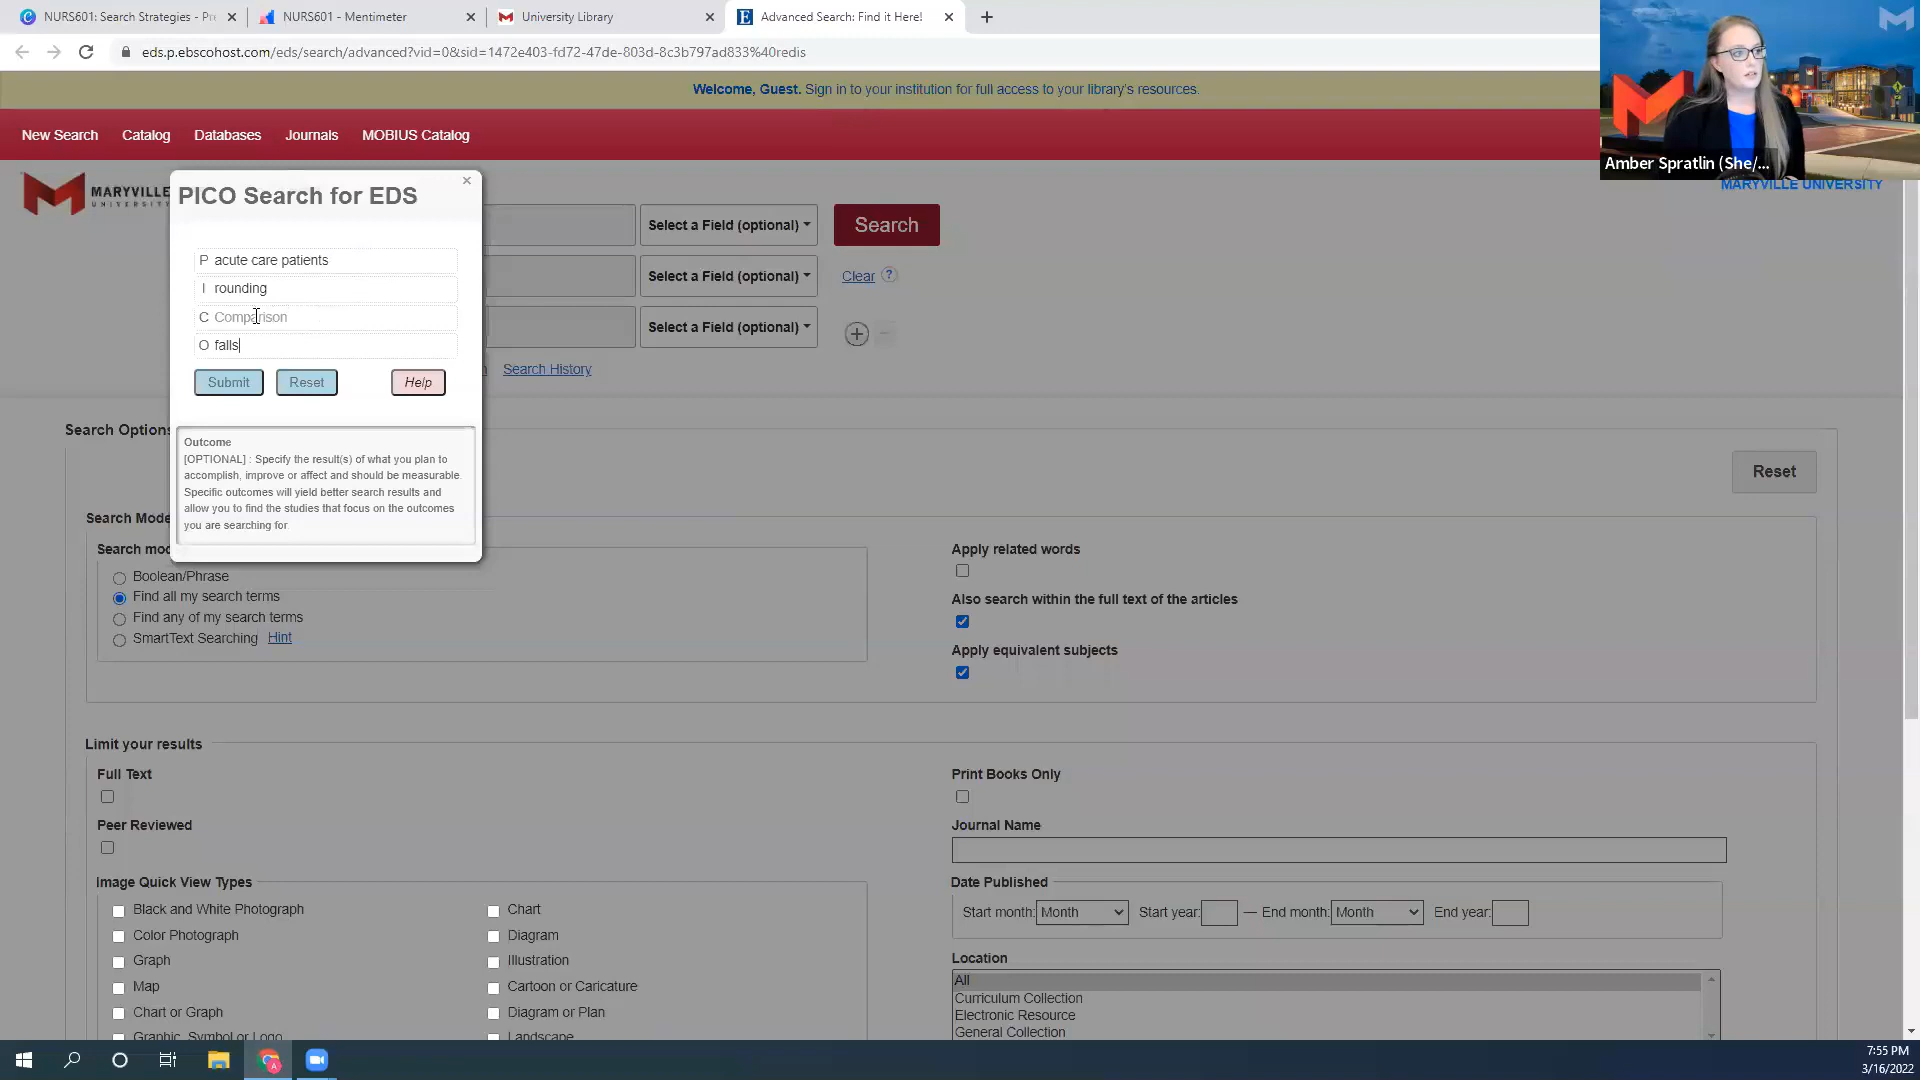 NURS601: Search Strategies - Pre
NURS601 - Mentimeter
University Library
Advanced Search: Find it Here!
eds.p.ebscohost.com/eds/search/advanced?vid=0&sid=1472e403-fd72-47de-803d-8c3b797ad833%40redis
Welcome, Guest. Sign in to your institution for full access to your library's resources.
New Search Catalog Databases Journals MOBIUS Catalog
Amber Spratlin (She/...
MARYVILLE UNIVERSITY
MARYVILLE
UNIVERSITY
PICO Search for EDS
P acute care patients
I rounding
C Comparison
O falls
Submit Reset Help
Outcome
[OPTIONAL] : Specify the result(s) of what you plan to
accomplish, improve or affect and should be measurable.
Specific outcomes will yield better search results and
allow you to find the studies that focus on the outcomes
you are searching for.
Select a Field (optional) Search
Select a Field (optional) Clear ?
Select a Field (optional)
Search History
Search Options
Reset
Search Mode
Search mod
Boolean/Phrase
Find all my search terms
Find any of my search terms
SmartText Searching Hint
Apply related words
Also search within the full text of the articles
Apply equivalent subjects
Limit your results
Full Text
Print Books Only
Peer Reviewed
Journal Name
Image Quick View Types
Black and White Photograph
Chart
Color Photograph
Diagram
Graph
Illustration
Map
Cartoon or Caricature
Chart or Graph
Diagram or Plan
Graphic, Symbol or Logo
Landscape
Date Published
Start month: Month Start year: — End month: Month End year:
Location
All
Curriculum Collection
Electronic Resource
General Collection
7:55 PM
3/16/2022